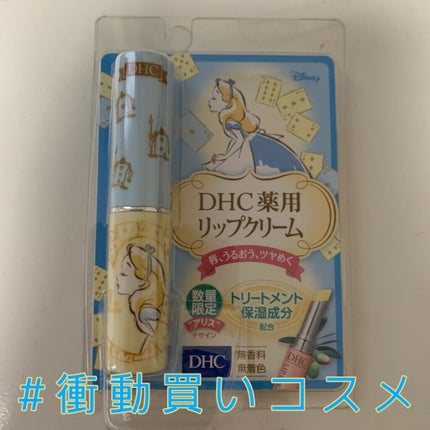 DHC
Disney
DHC薬用
リップクリーム
唇、うるおう、ツヤめく
数量
限定
アリス
デザイン
トリートメント
保湿成分
配合
DHC
無香料
無着色
DHC
#衝動買いコスメ